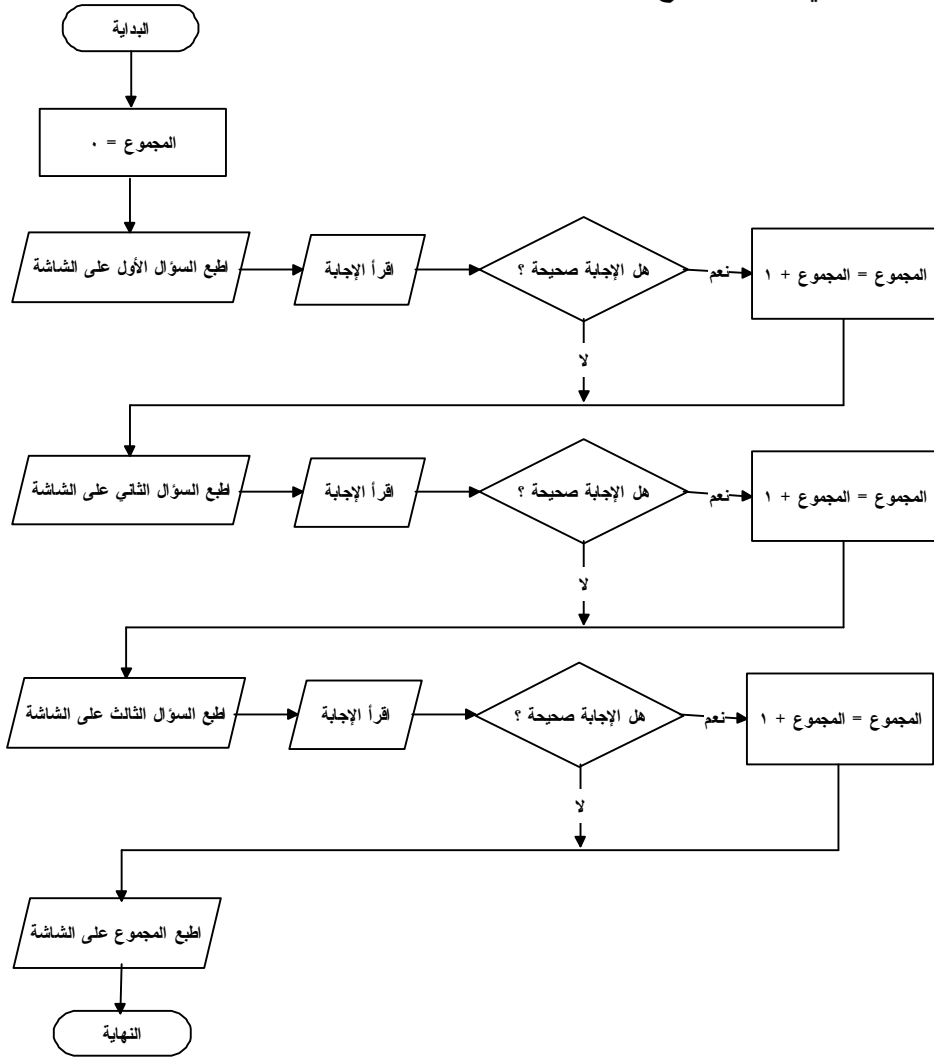 البداية
المجموع = ٠
اطبع السؤال الأول على الشاشة
اقرأ الإجابة
هل الإجابة صحيحة ؟
نعم
المجموع = المجموع + ١
لا
اطبع السؤال الثاني على الشاشة
اقرأ الإجابة
هل الإجابة صحيحة ؟
نعم
المجموع = المجموع + ١
لا
اطبع السؤال الثالث على الشاشة
اقرأ الإجابة
هل الإجابة صحيحة ؟
نعم
المجموع = المجموع + ١
لا
اطبع المجموع على الشاشة
النهاية